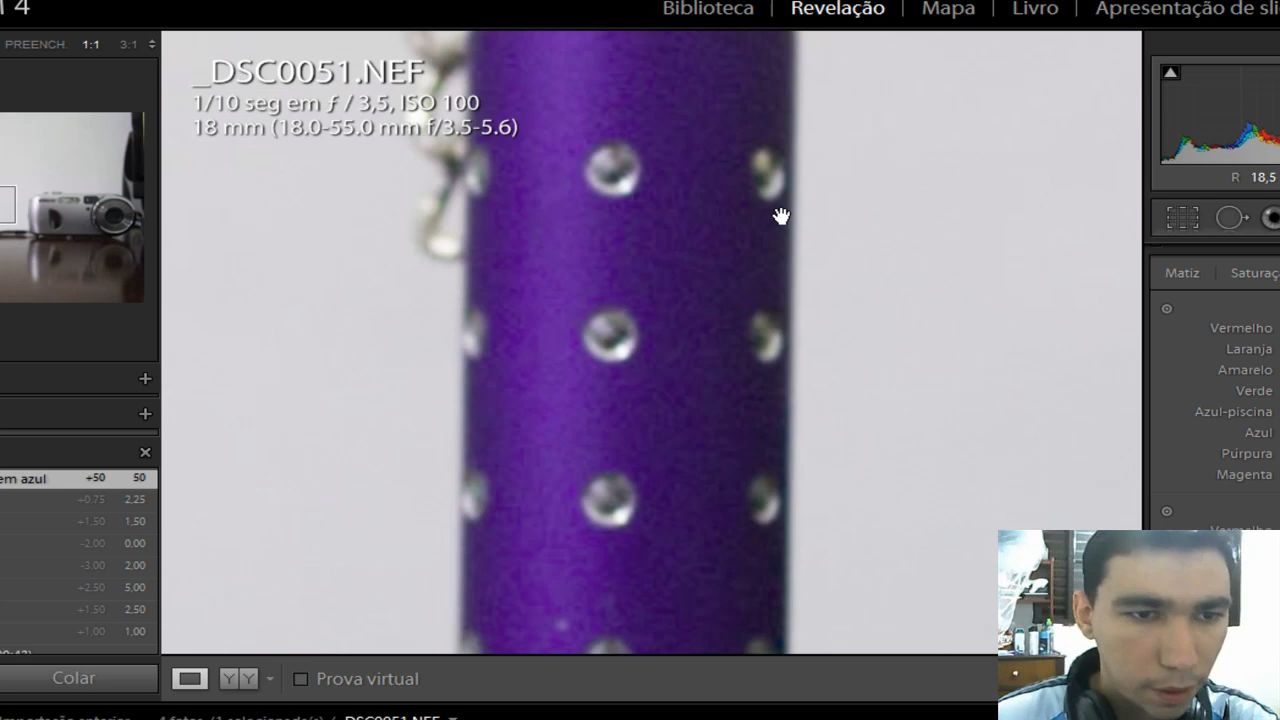 M 4
Biblioteca | Revelação | Mapa | Livro | Apresentação de sli
PREENCH. 1:1 3:1
_DSC0051.NEF
1/10 seg em ƒ / 3,5, ISO 100
18 mm (18.0-55.0 mm f/3.5-5.6)
R 18,5
Matiz | Saturaç
Vermelho
Laranja
Amarelo
Verde
Azul-piscina
Azul
Púrpura
Magenta
em azul +50 50
+0.75 2.25
+1.50 1,50
-2.00 0.00
-3.00 2,00
+2.50 5,00
+1.50 2,50
+1,00 1,00
Colar
Prova virtual
_DSC0051.NEF